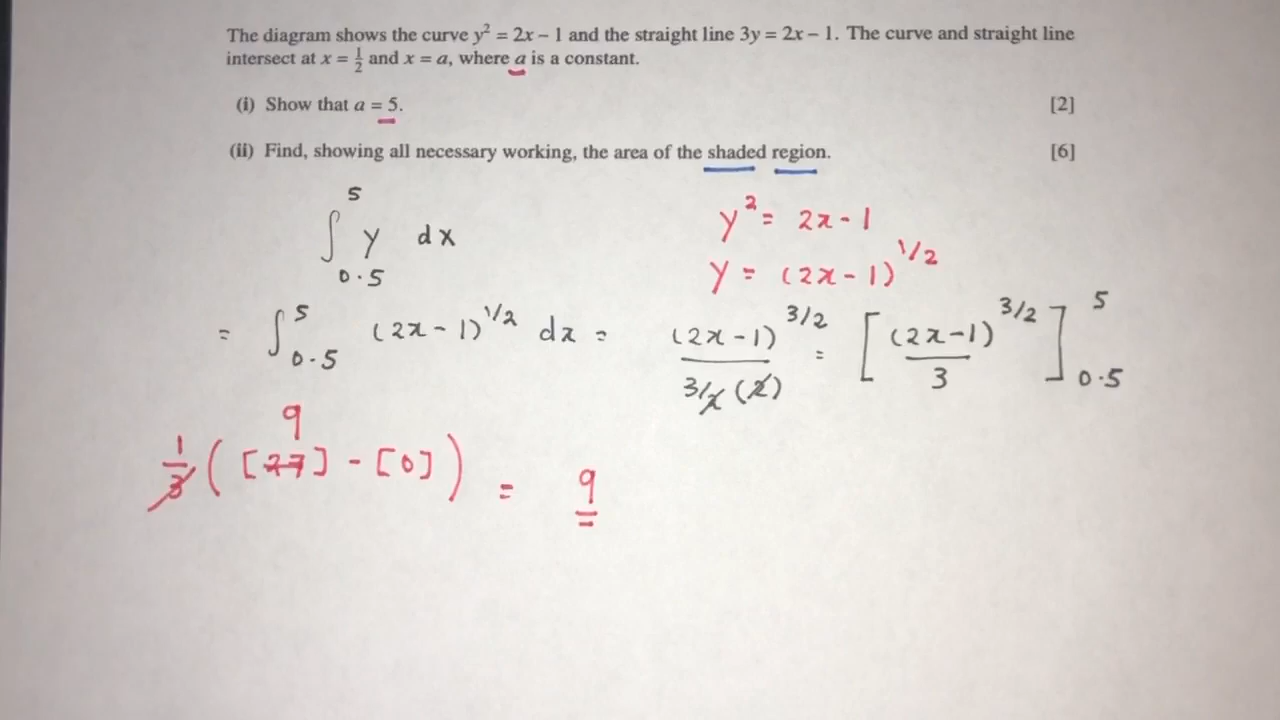 The diagram shows the curve y² = 2x – 1 and the straight line 3y = 2x – 1. The curve and straight line
intersect at x = 1/2 and x = a, where a is a constant.
(i) Show that a = 5. [2]
(ii) Find, showing all necessary working, the area of the shaded region. [6]
∫_{0.5}^{5} y dx
y² = 2x - 1
y = (2x - 1)^{1/2}
= ∫_{0.5}^{5} (2x - 1)^{1/2} dx = (2x - 1)^{3/2} / 3/2 (2) = [(2x - 1)^{3/2} / 3]_{0.5}^{5}
9
1/3 ([27] - [0]) = 9